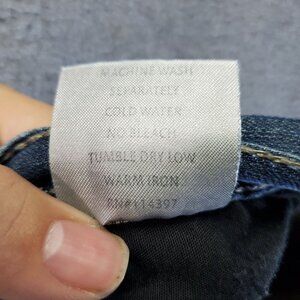 MACHINE WASH
SEPARATELY
COLD WATER
NO BLEACH
TUMBLE DRY LOW
WARM IRON
RN#114397